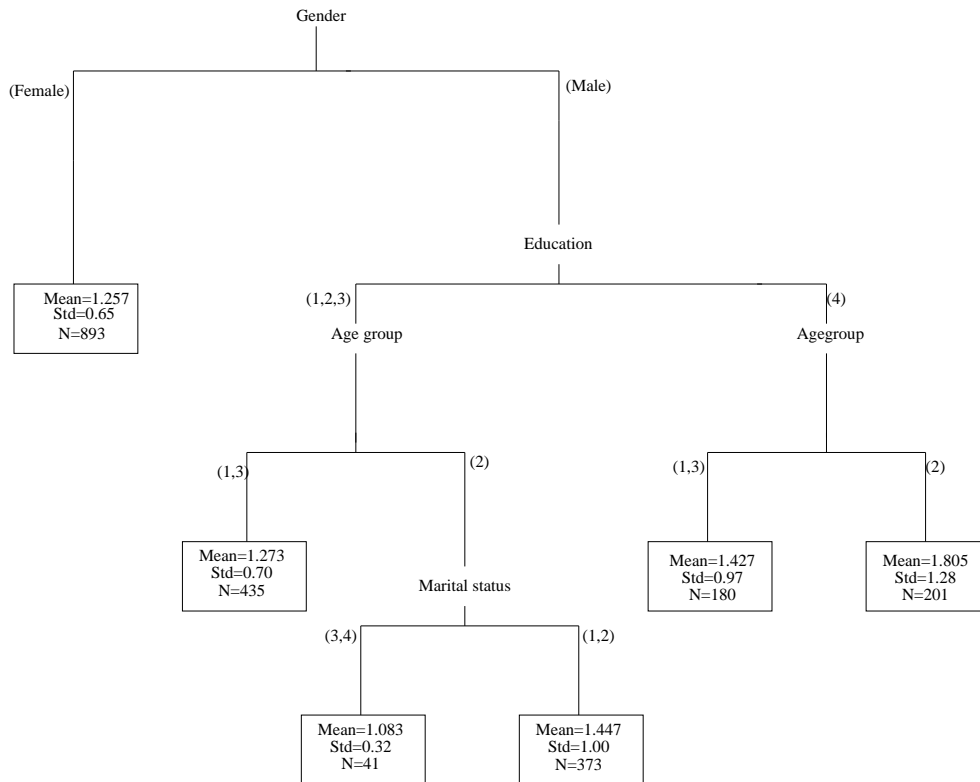 Gender
(Female)
(Male)
Education
Mean=1.257
Std=0.65
N=893
(1,2,3)
(4)
Age group
Agegroup
(1,3)
(2)
(1,3)
(2)
Mean=1.273
Std=0.70
N=435
Marital status
Mean=1.427
Std=0.97
N=180
Mean=1.805
Std=1.28
N=201
(3,4)
(1,2)
Mean=1.083
Std=0.32
N=41
Mean=1.447
Std=1.00
N=373